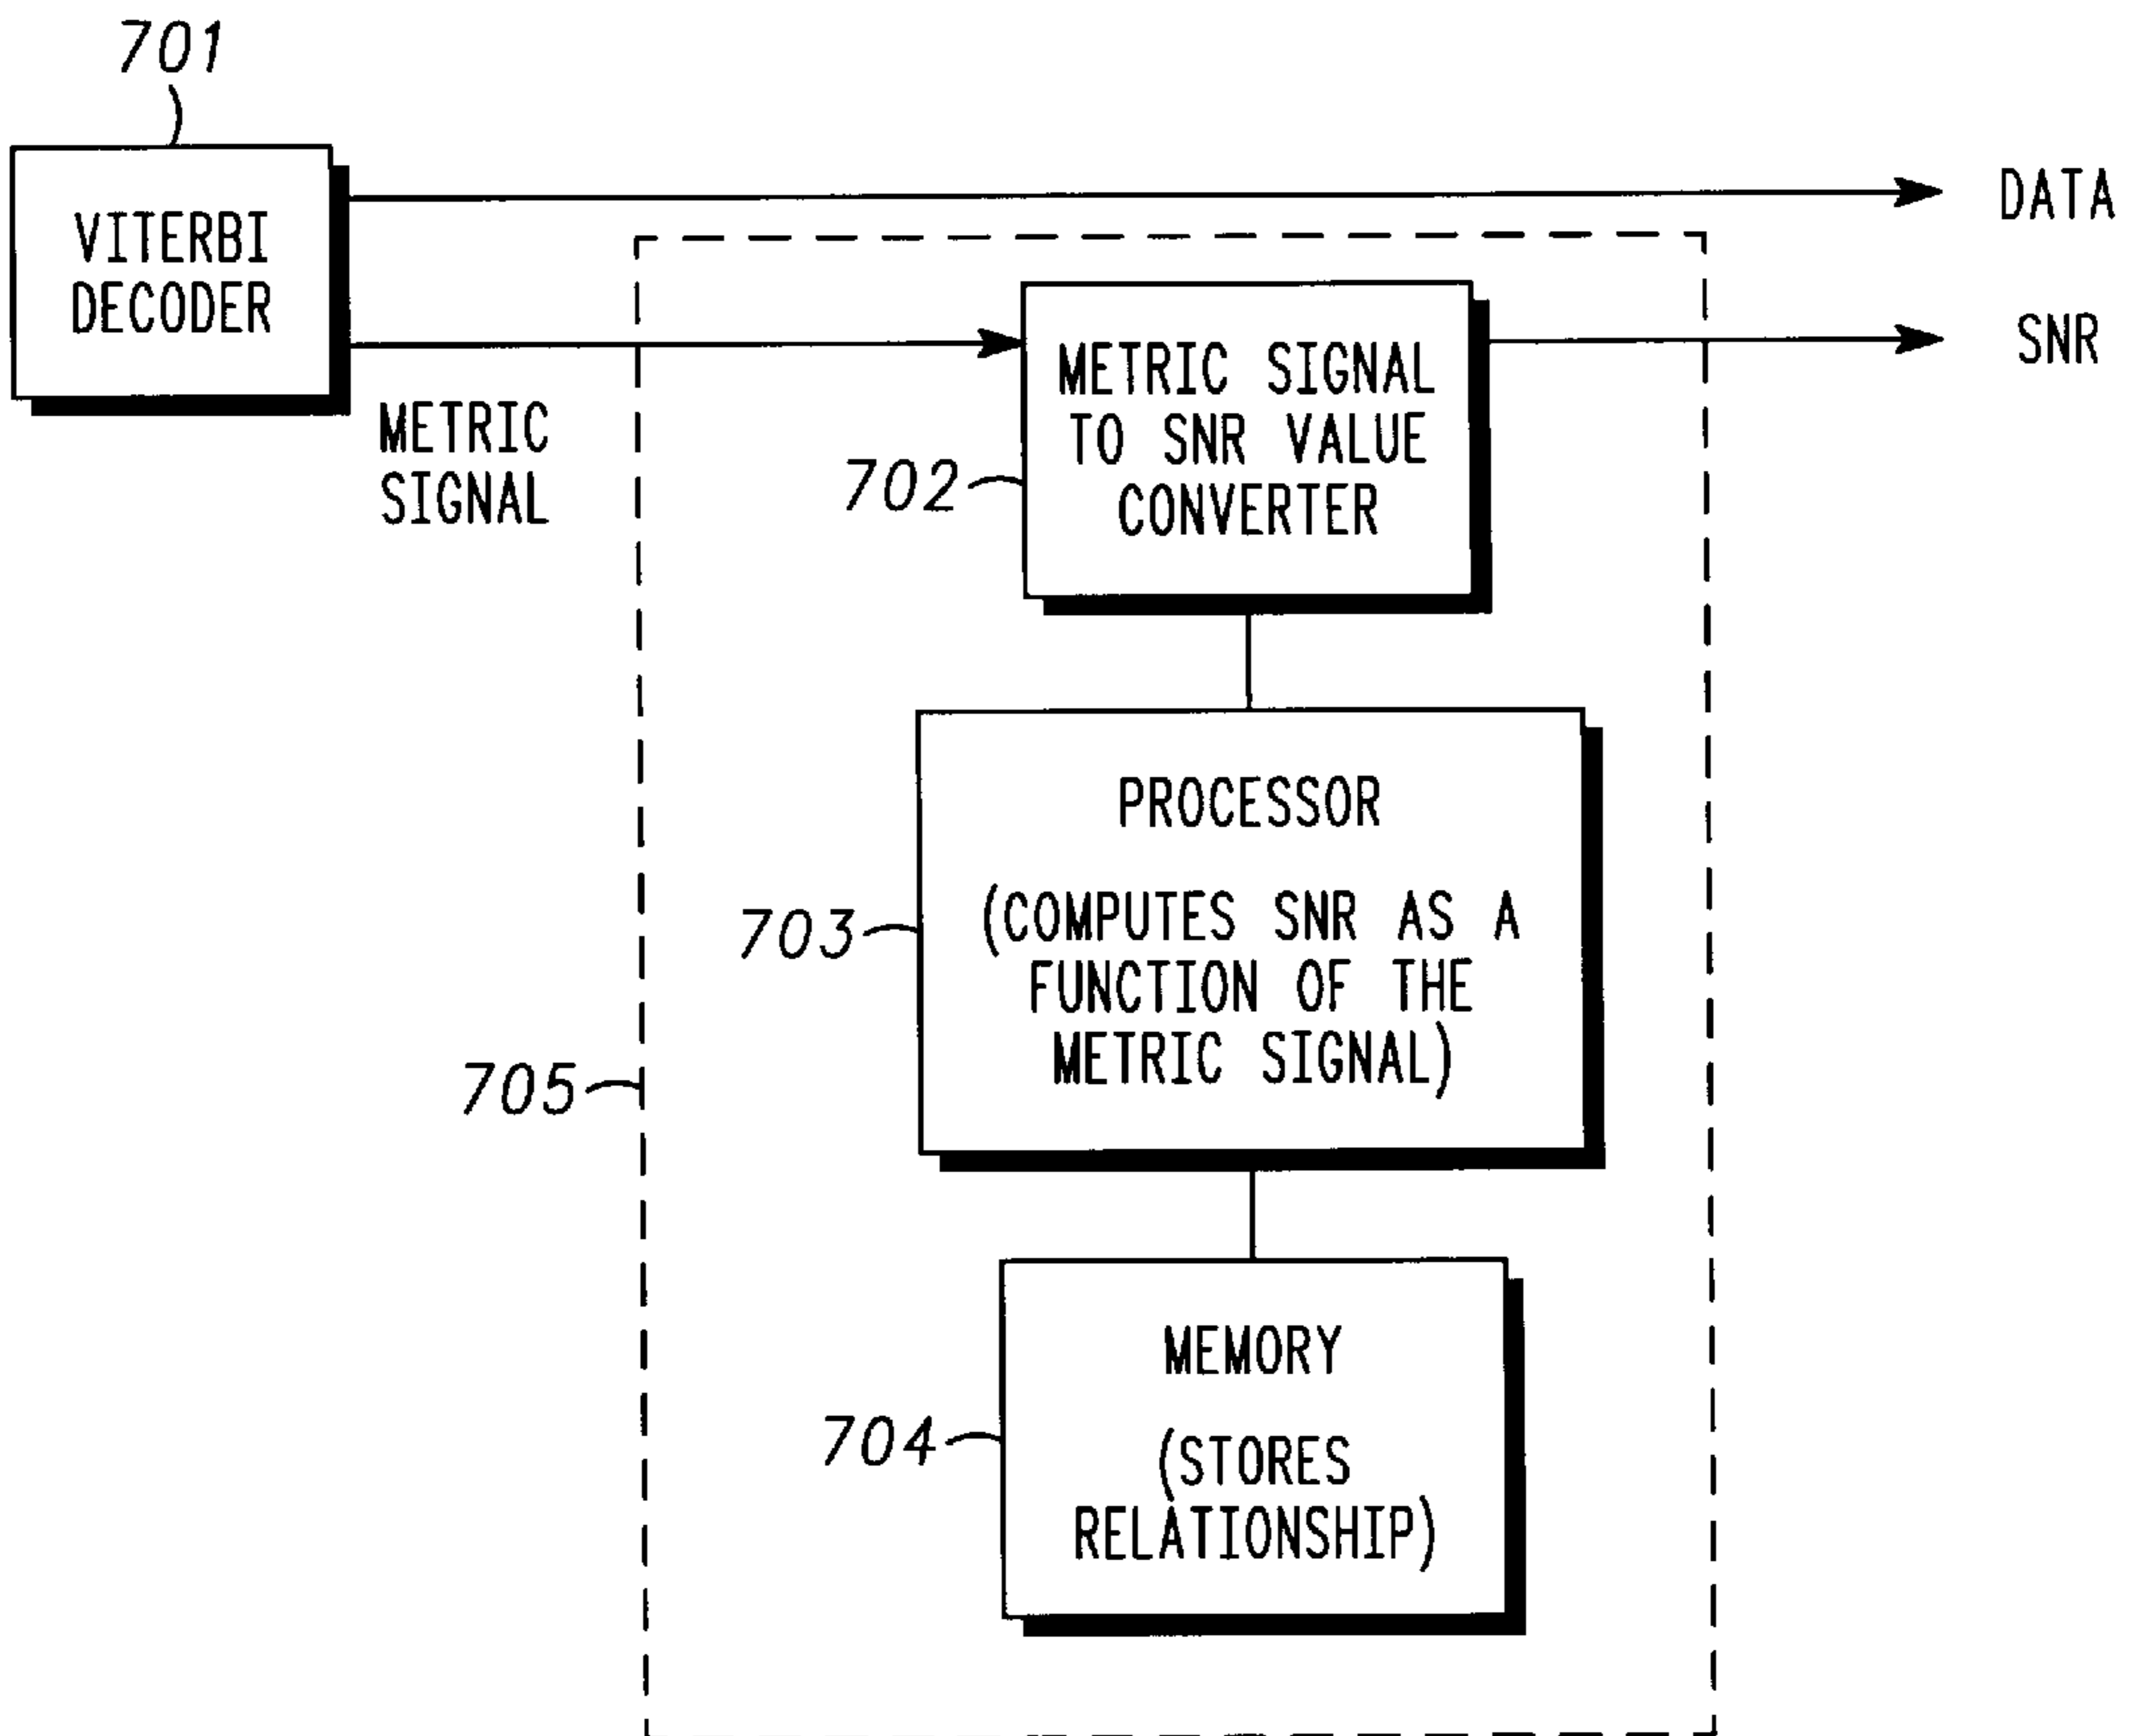 701
VITERBI
DECODER
DATA
SNR
METRIC
SIGNAL
METRIC SIGNAL
TO SNR VALUE
CONVERTER
702
PROCESSOR
(COMPUTES SNR AS A
FUNCTION OF THE
METRIC SIGNAL)
703
705
MEMORY
(STORES
RELATIONSHIP)
704